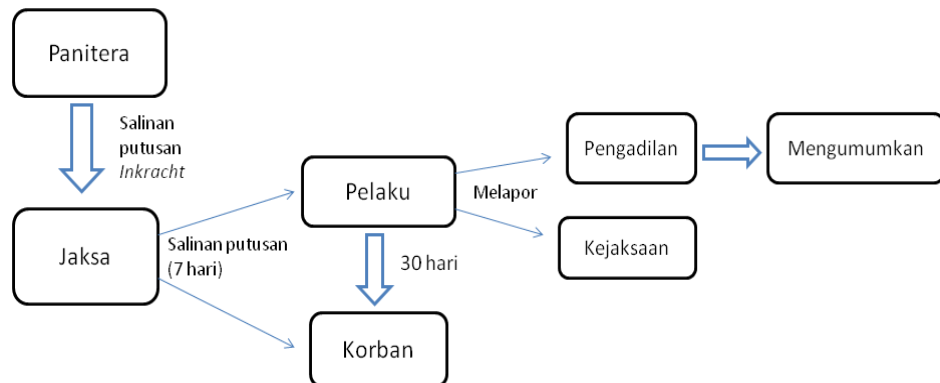 Panitera
Salinan
putusan
Inkracht
Jaksa
Salinan putusan
(7 hari)
Pelaku
30 hari
Korban
Melapor
Pengadilan
Mengumumkan
Kejaksaan